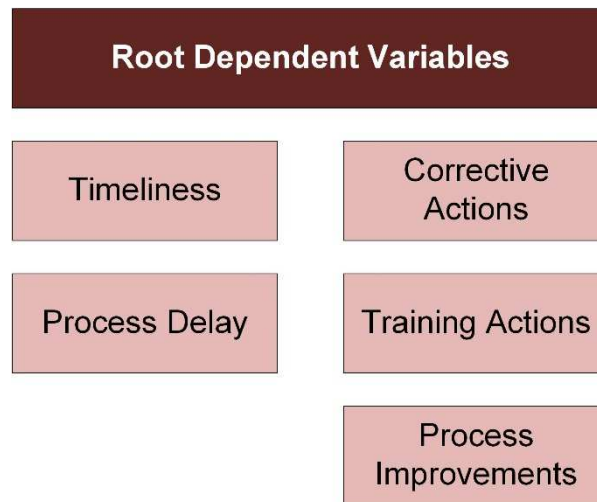 Root Dependent Variables
Timeliness
Corrective
Actions
Process Delay
Training Actions
Process
Improvements